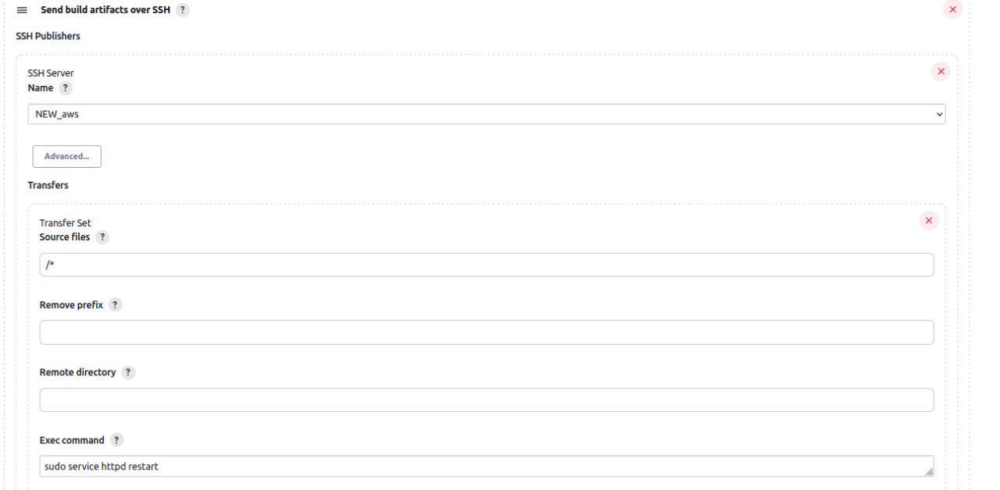 Send build artifacts over SSH ?
SSH Publishers
SSH Server
Name ?
NEW_aws
Advanced...
Transfers
Transfer Set
Source files ?
/*
Remove prefix ?
Remote directory ?
Exec command ?
sudo service httpd restart